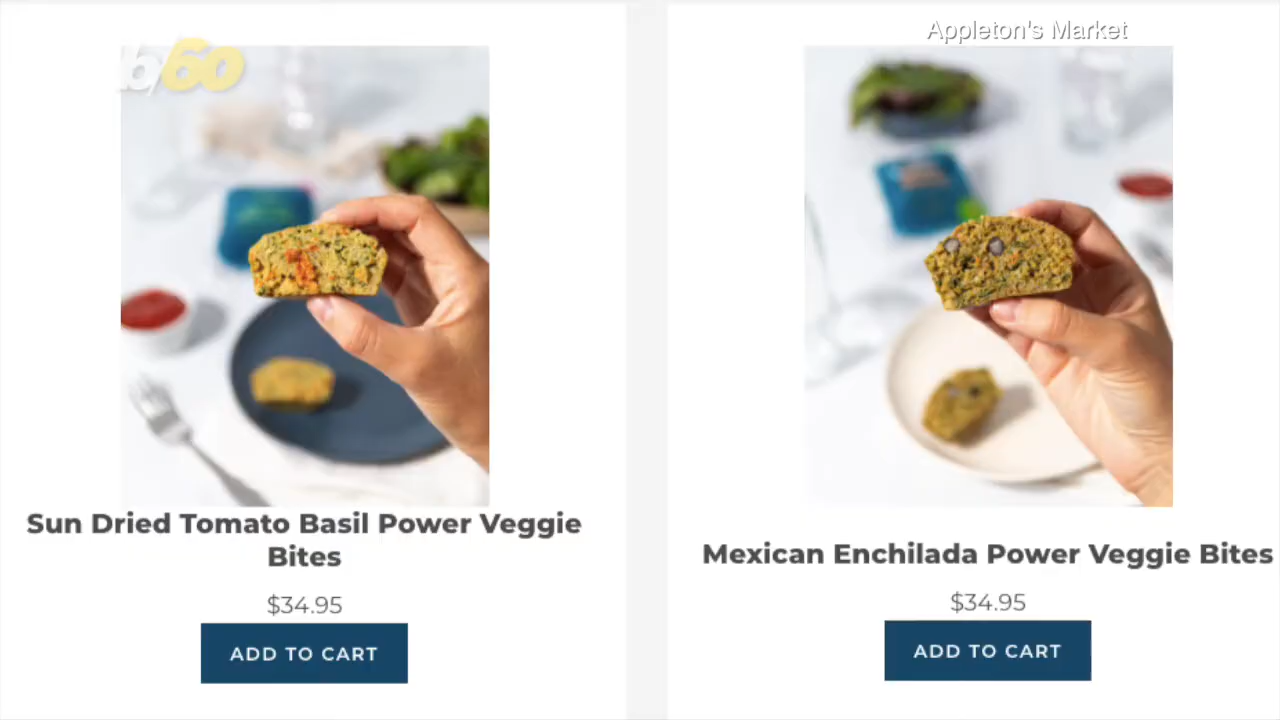 b/60
Appleton's Market
Sun Dried Tomato Basil Power Veggie
Bites
$34.95
ADD TO CART
Mexican Enchilada Power Veggie Bites
$34.95
ADD TO CART